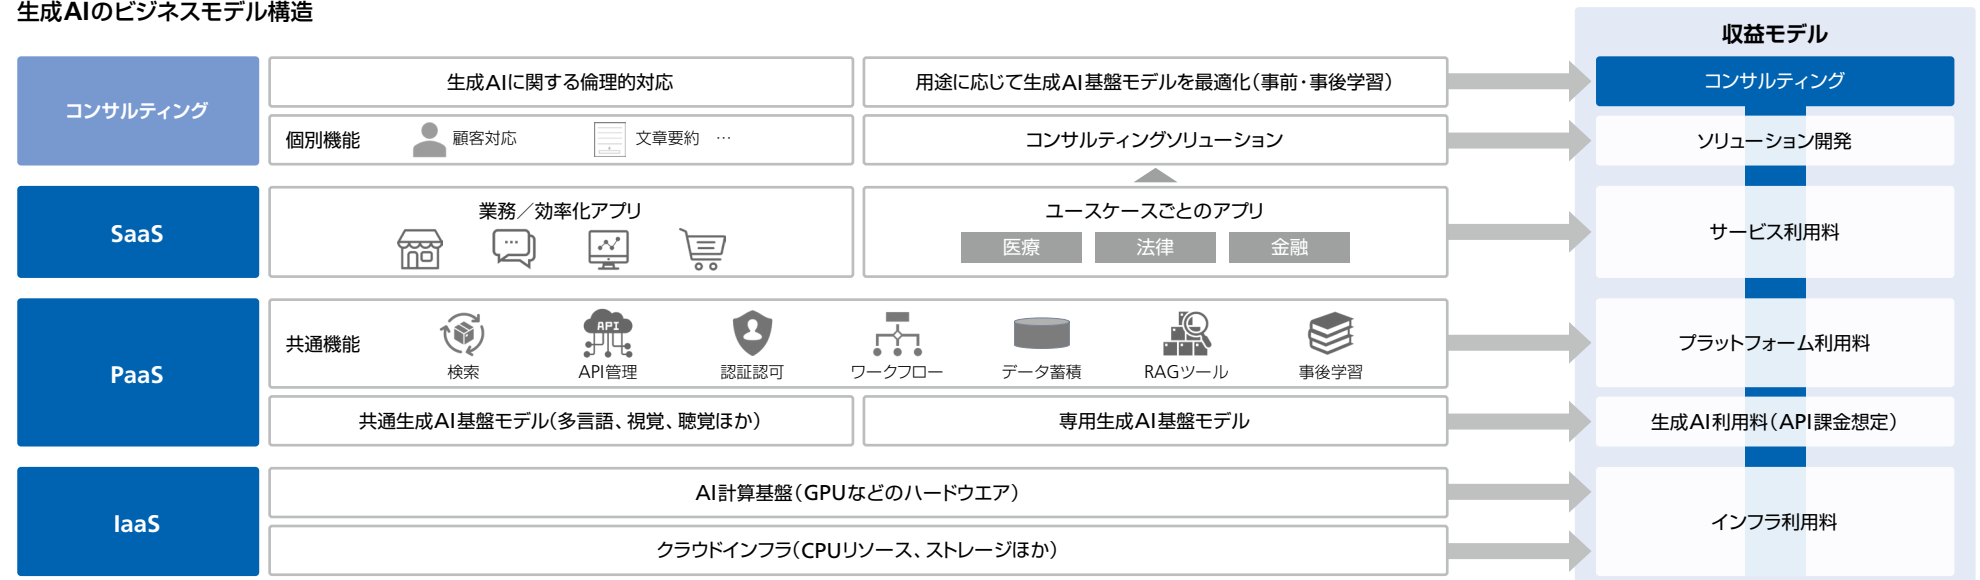 生成AIのビジネスモデル構造
収益モデル
コンサルティング
生成AIに関する倫理的対応
用途に応じて生成AI基盤モデルを最適化(事前・事後学習)
コンサルティング
個別機能
顧客対応
文章要約
…
コンサルティングソリューション
ソリューション開発
SaaS
業務／効率化アプリ
ユースケースごとのアプリ
医療
法律
金融
サービス利用料
PaaS
共通機能
検索
API
API管理
認証認可
ワークフロー
データ蓄積
RAGツール
事後学習
プラットフォーム利用料
共通生成AI基盤モデル(多言語、視覚、聴覚ほか)
専用生成AI基盤モデル
生成AI利用料(API課金想定)
IaaS
AI計算基盤(GPUなどのハードウエア)
クラウドインフラ(CPUリソース、ストレージほか)
インフラ利用料